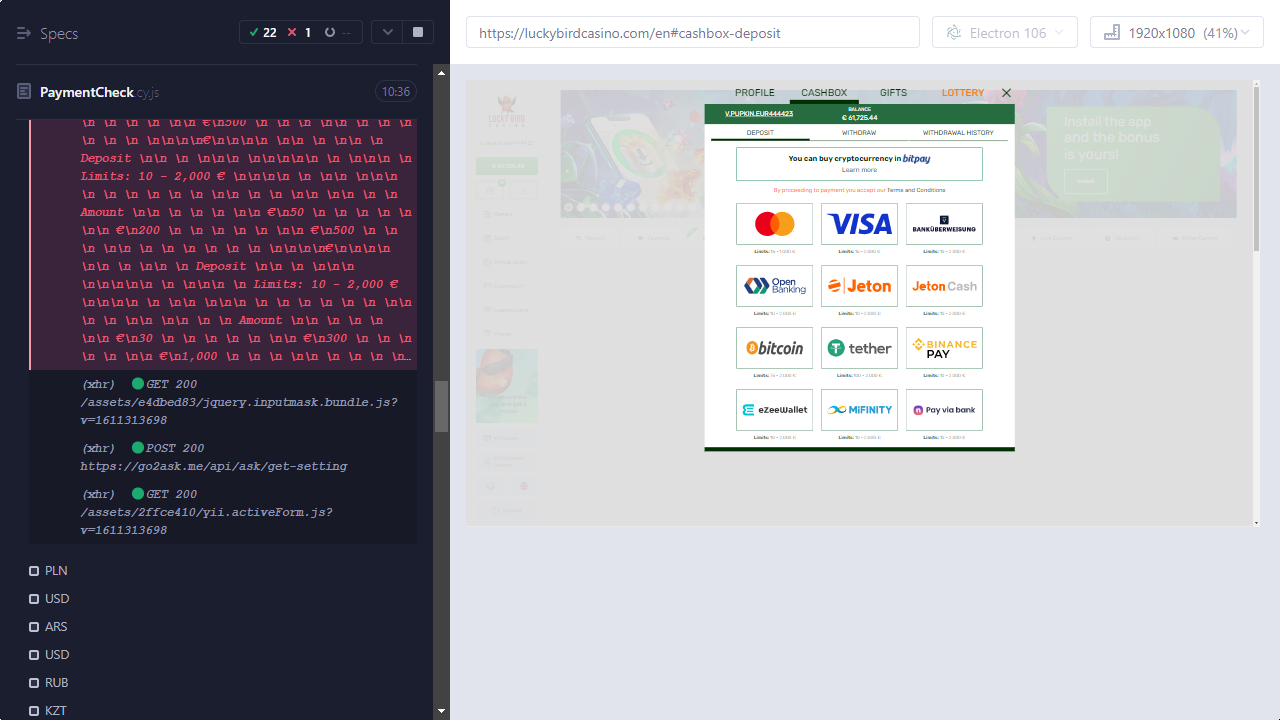 Specs
22
1
--
PaymentCheck.cy.js
10:36
\n \n \n \n \n €\n500 \n \n \n \n \n \n
\n \n \n\n\n€\n\n\n\n \n\n \n \n \n \n
Deposit \n\n \n \n\n\n \n\n\n\n\n \n \n\n\n \n
Limits: 10 - 2,000 € \n\n\n\n \n \n\n \n\n\n
\n \n \n \n \n \n \n\n \n \n \n\n \n \n
Amount \n\n \n \n \n \n\n €\n50 \n \n \n \n \n
\n\n €\n200 \n \n \n \n \n\n €\n500 \n \n
\n \n\n\n \n \n \n \n \n \n\n\n\n€\n\n\n\n
\n\n \n \n \n \n Deposit \n\n \n \n\n\n
\n\n\n\n\n \n \n\n\n \n Limits: 10 - 2,000 €
\n\n\n\n \n \n\n \n\n\n \n \n \n \n \n \n\n
\n \n \n\n \n\n \n \n Amount \n\n \n \n \n
\n\n €\n30 \n \n \n \n \n\n €\n300 \n \n \n
\n \n \n\n €\n1,000 \n \n \n \n\n \n \n \n \n…
(xhr) GET 200
/assets/e4dbed83/jquery.inputmask.bundle.js?
v=1611313698
(xhr) POST 200
https://go2ask.me/api/ask/get-setting
(xhr) GET 200
/assets/2ffce410/yii.activeForm.js?
v=1611313698
PLN
USD
ARS
USD
RUB
KZT
https://luckybirdcasino.com/en#cashbox-deposit
Electron 106
1920x1080 (41%)
LUCKY BIRD
PROFILE CASHBOX GIFTS LOTTERY
V.PUPKIN.EUR444423
BALANCE
€ 61,725.44
DEPOSIT WITHDRAW WITHDRAWAL HISTORY
You can buy cryptocurrency in bitpay
Learn more
By proceeding to payment you accept our Terms and Conditions
VISA
BANKÜBERWEISUNG
Open Banking
Jeton
Jeton Cash
bitcoin
tether
BINANCE PAY
eZeeWallet
MiFINITY
Pay via bank
Install the app
and the bonus
is yours!